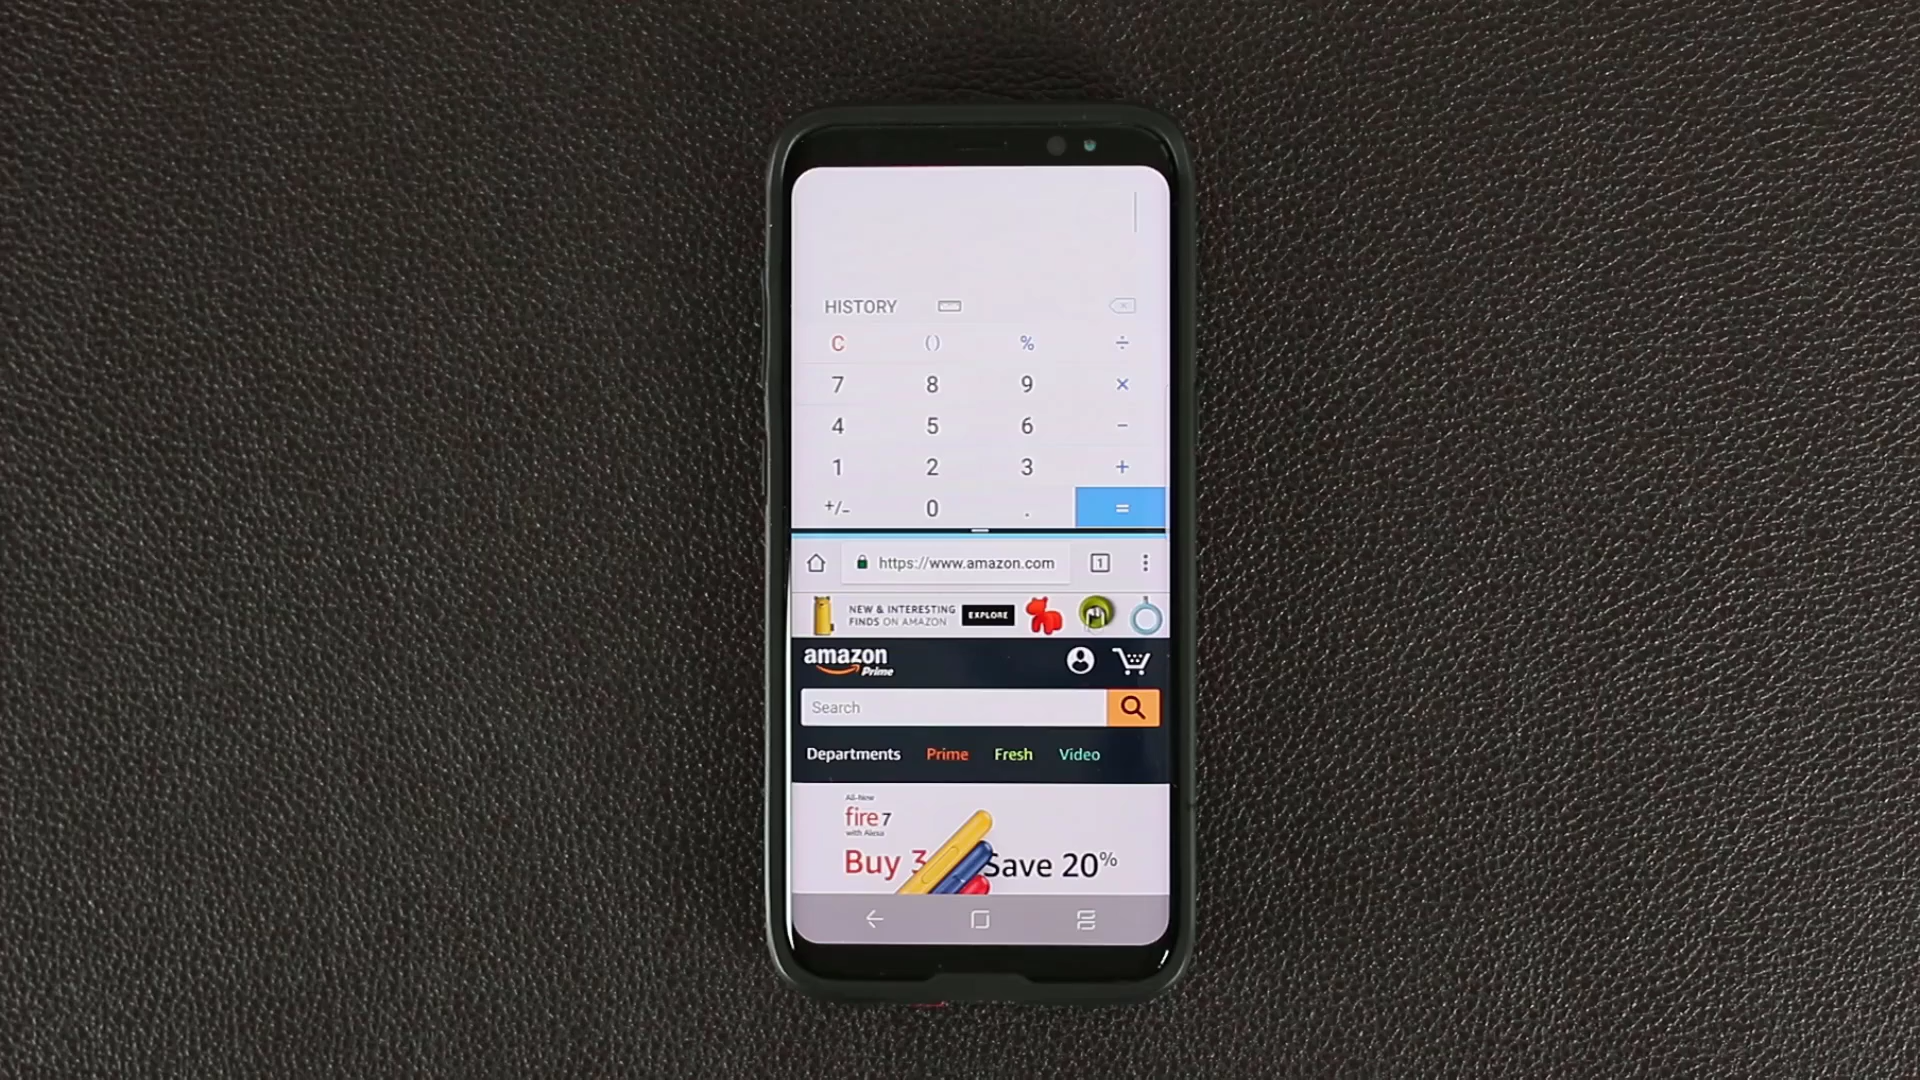 HISTORY
C ( ) % ÷
7 8 9 ×
4 5 6 −
1 2 3 +
+/− 0 . =
https://www.amazon.com 1
NEW & INTERESTING
FINDS ON AMAZON
EXPLORE
amazon
Prime
Search
Departments Prime Fresh Video
All-New
fire 7
with Alexa
Buy 3 Save 20%